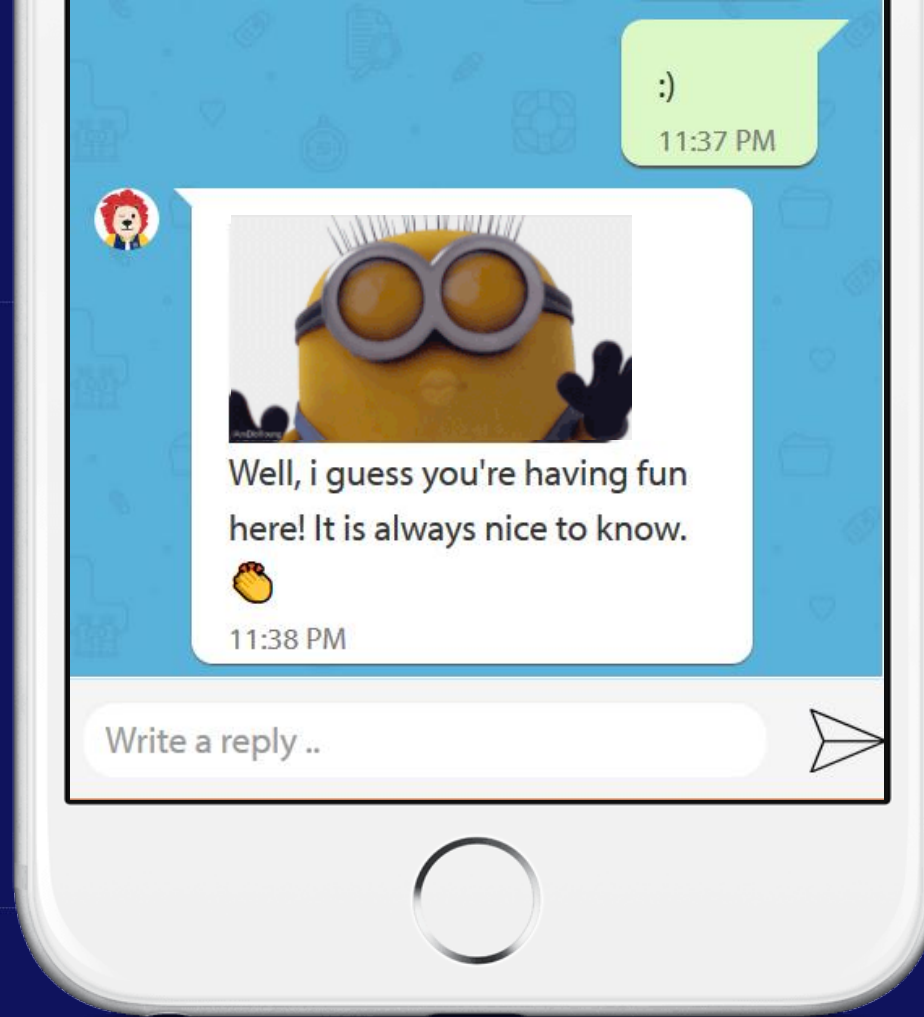 :)
11:37 PM
Well, i guess you're having fun
here! It is always nice to know.
👏
11:38 PM
Write a reply ..